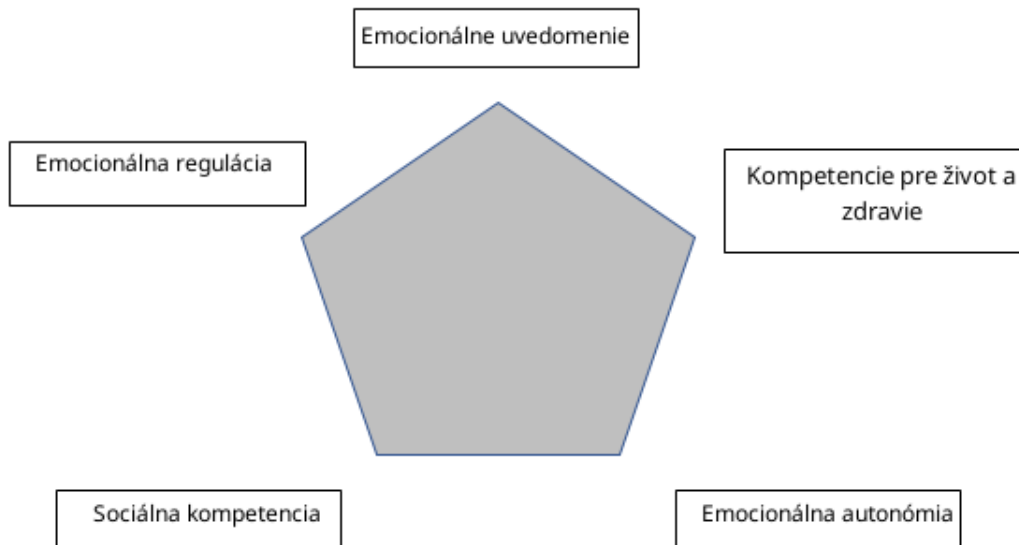 Emocionálne uvedomenie
Emocionálna regulácia
Kompetencie pre život a
zdravie
Sociálna kompetencia
Emocionálna autonómia